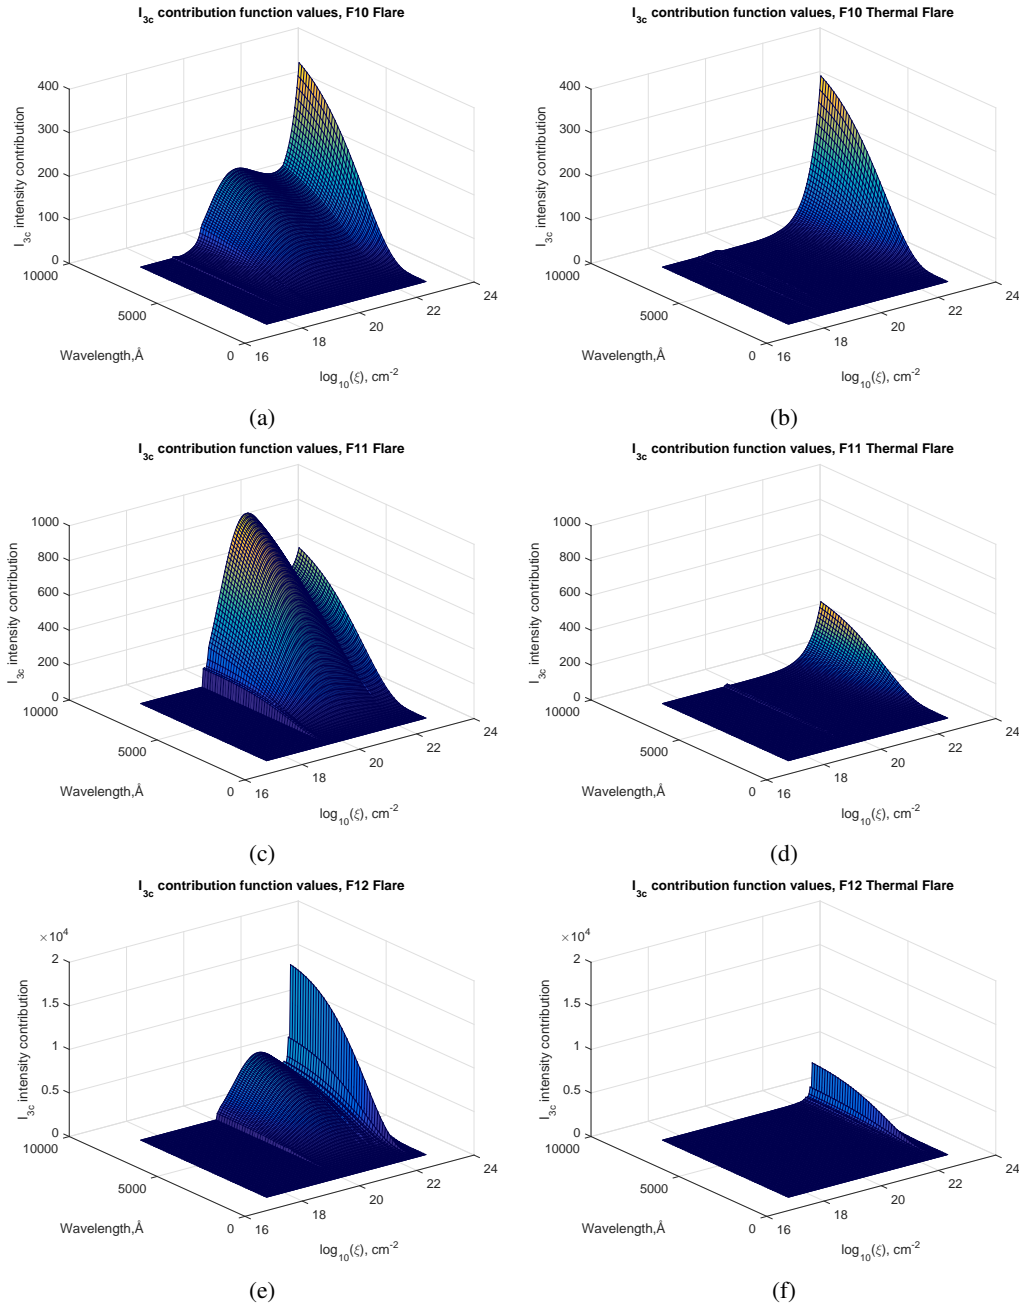 I3c contribution function values, F10 Flare
400
300
200
100
0
10000
5000
0
16
18
20
22
24
I3c intensity contribution
Wavelength,Å
log10(ξ), cm-2
(a)
I3c contribution function values, F10 Thermal Flare
400
300
200
100
0
10000
5000
0
16
18
20
22
24
I3c intensity contribution
Wavelength,Å
log10(ξ), cm-2
(b)
I3c contribution function values, F11 Flare
1000
800
600
400
200
0
10000
5000
0
16
18
20
22
24
I3c intensity contribution
Wavelength,Å
log10(ξ), cm-2
(c)
I3c contribution function values, F11 Thermal Flare
1000
800
600
400
200
0
10000
5000
0
16
18
20
22
24
I3c intensity contribution
Wavelength,Å
log10(ξ), cm-2
(d)
I3c contribution function values, F12 Flare
×104
2
1.5
1
0.5
0
10000
5000
0
16
18
20
22
24
I3c intensity contribution
Wavelength,Å
log10(ξ), cm-2
(e)
I3c contribution function values, F12 Thermal Flare
×104
2
1.5
1
0.5
0
10000
5000
0
16
18
20
22
24
I3c intensity contribution
Wavelength,Å
log10(ξ), cm-2
(f)